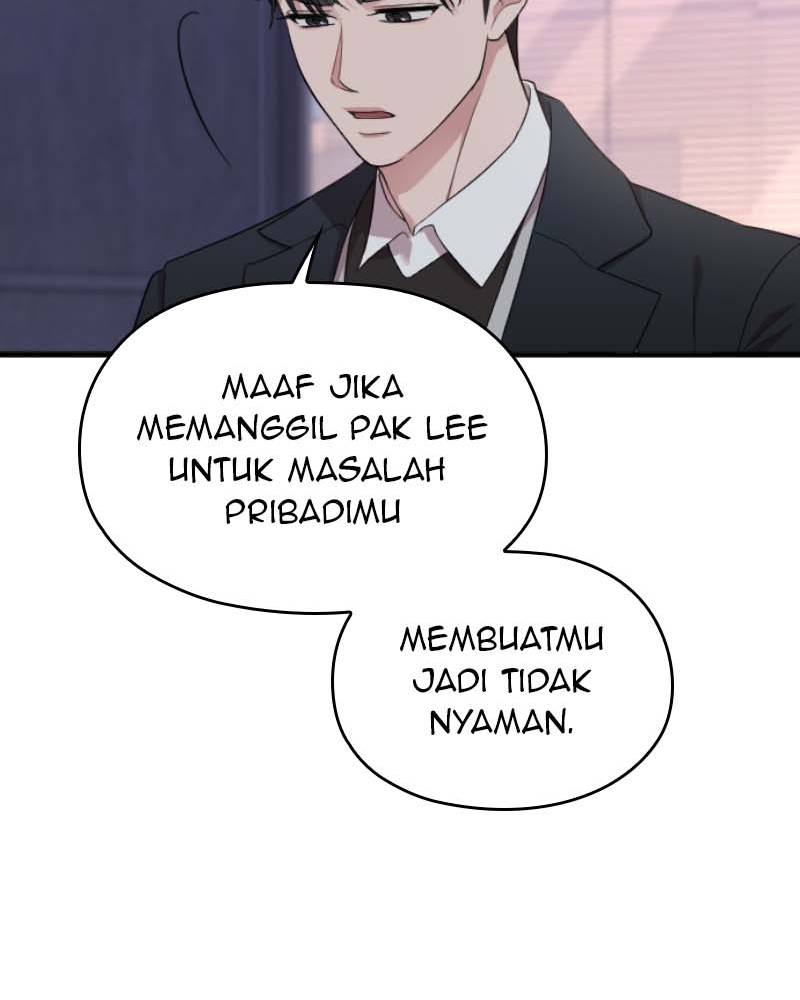 MAAF JIKA
MEMANGGIL PAK LEE
UNTUK MASALAH
PRIBADIMU
MEMBUATMU
JADI TIDAK
NYAMAN.